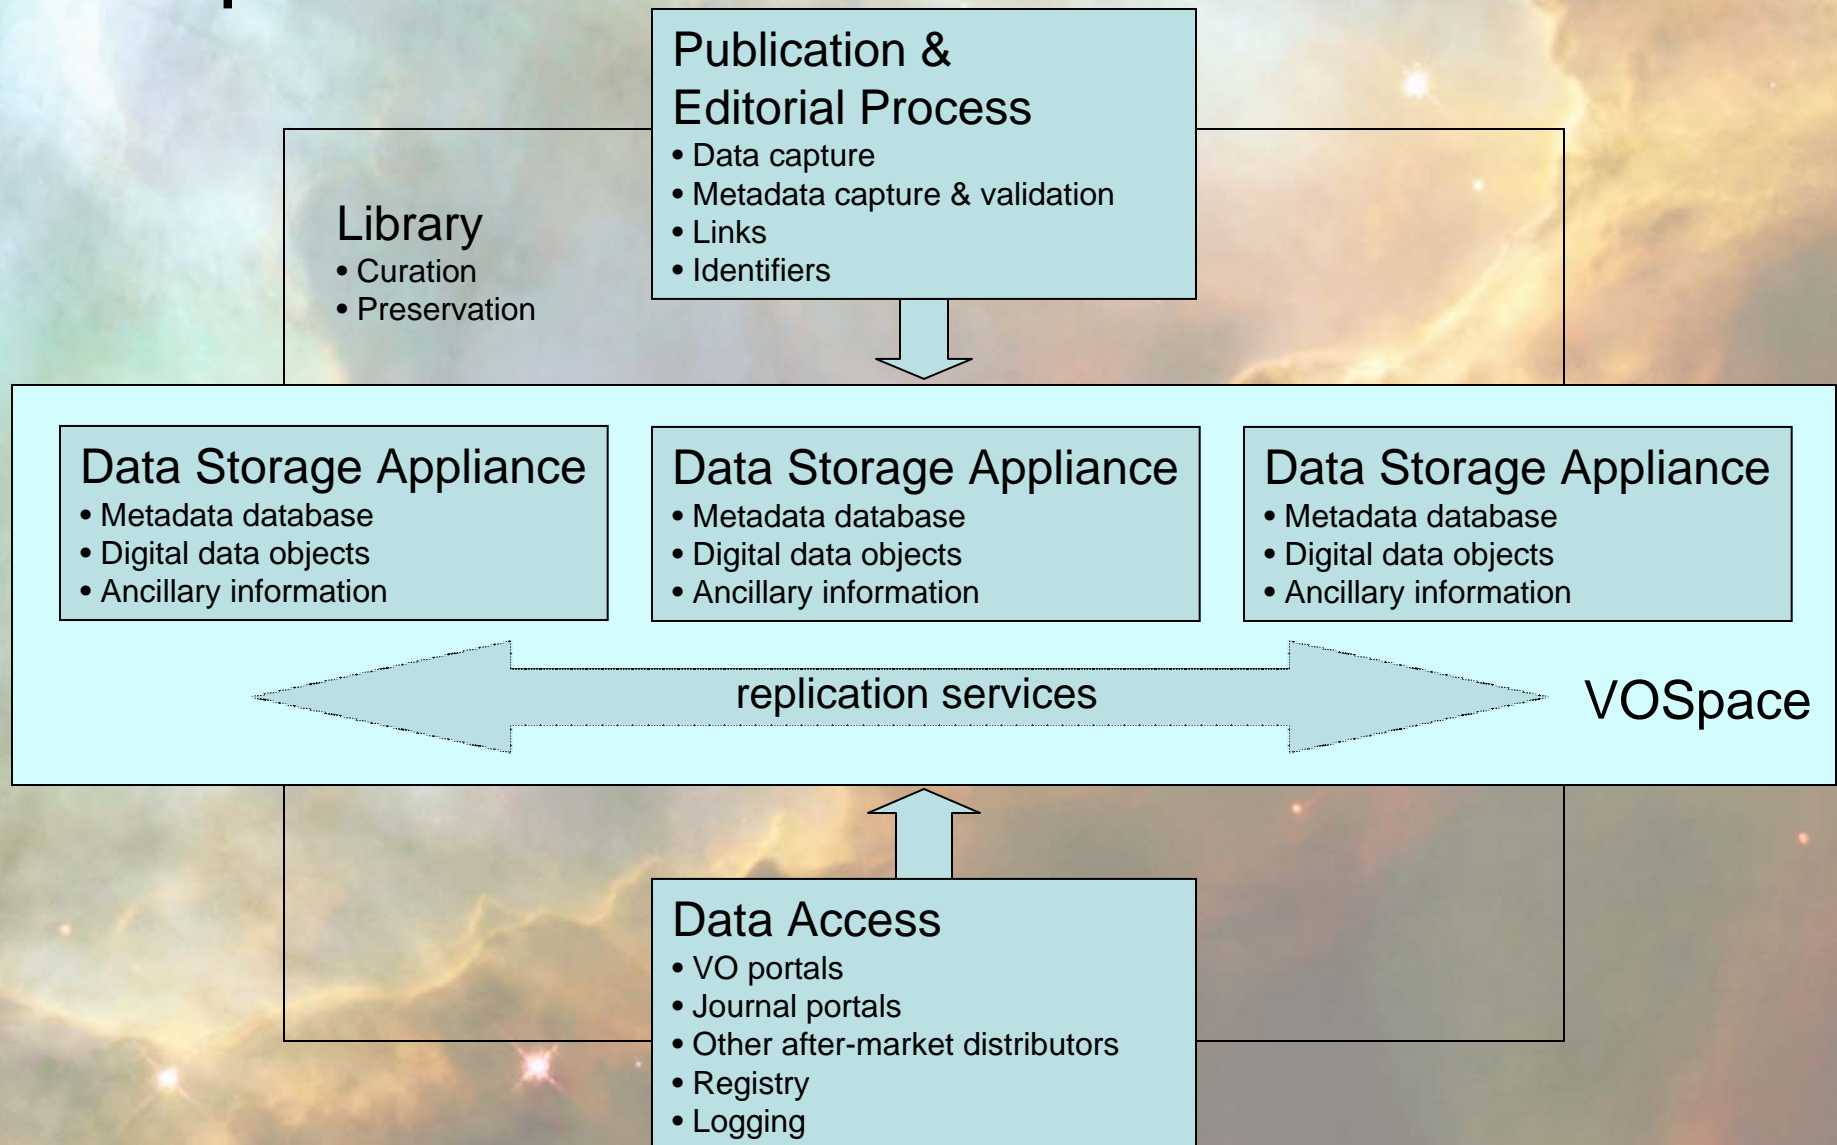 Publication &
Editorial Process
• Data capture
• Metadata capture & validation
• Links
• Identifiers
Library
• Curation
• Preservation
Data Storage Appliance
• Metadata database
• Digital data objects
• Ancillary information
Data Storage Appliance
• Metadata database
• Digital data objects
• Ancillary information
Data Storage Appliance
• Metadata database
• Digital data objects
• Ancillary information
replication services
VOSpace
Data Access
• VO portals
• Journal portals
• Other after-market distributors
• Registry
• Logging